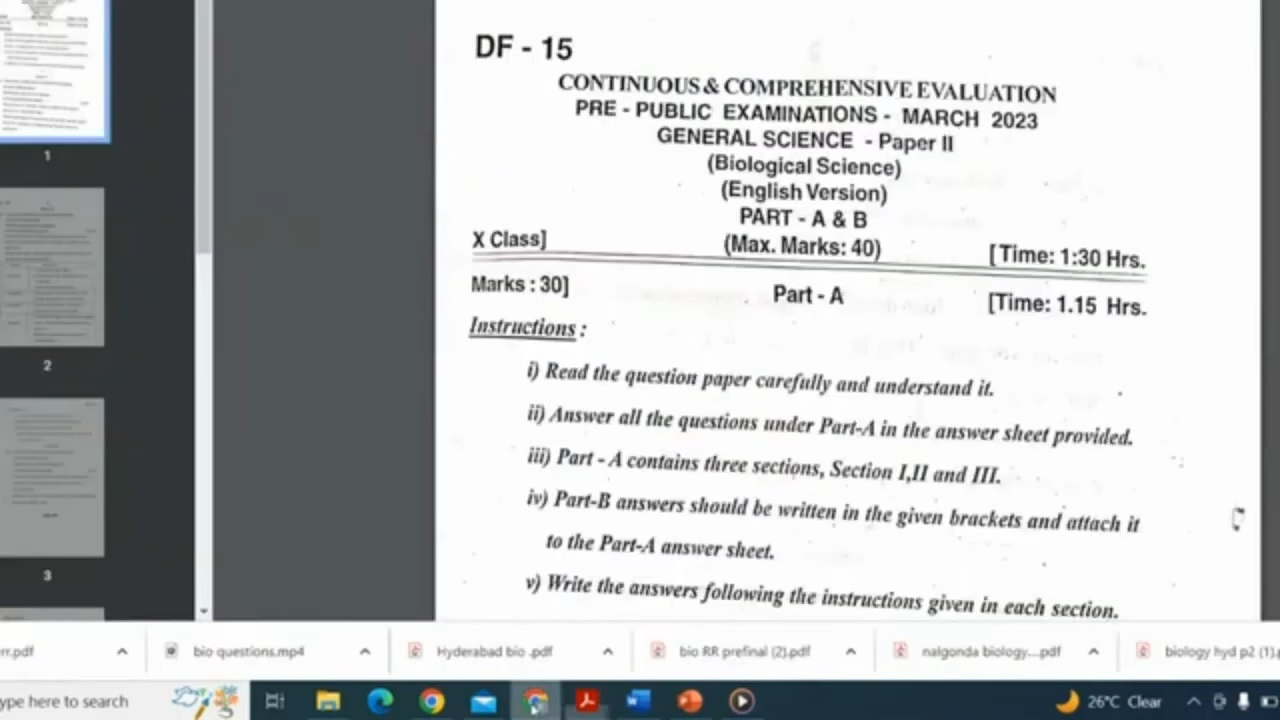 DF - 15
CONTINUOUS & COMPREHENSIVE EVALUATION
PRE - PUBLIC EXAMINATIONS - MARCH 2023
GENERAL SCIENCE - Paper II
(Biological Science)
(English Version)
PART - A & B
X Class] (Max. Marks: 40) [Time: 1:30 Hrs.
Marks : 30] Part - A [Time: 1.15 Hrs.
Instructions :
i) Read the question paper carefully and understand it.
ii) Answer all the questions under Part-A in the answer sheet provided.
iii) Part - A contains three sections, Section I,II and III.
iv) Part-B answers should be written in the given brackets and attach it
to the Part-A answer sheet.
v) Write the answers following the instructions given in each section.
1
2
3
rr.pdf bio questions.mp4 Hyderabad bio .pdf bio RR prefinal (2).pdf nalgonda biology....pdf biology hyd p2 (1).p
ype here to search 26°C Clear